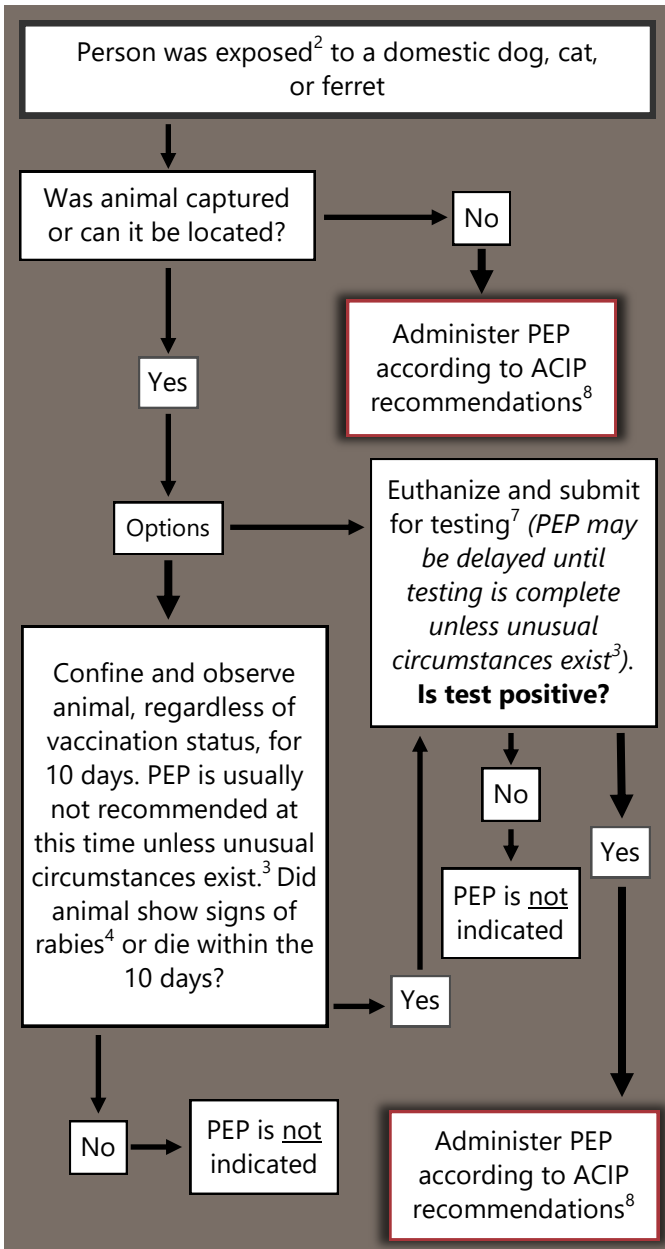 Person was exposed² to a domestic dog, cat,
or ferret
Was animal captured
or can it be located?
No
Administer PEP
according to ACIP
recommendations⁸
Yes
Options
Euthanize and submit
for testing⁷ (PEP may
be delayed until
testing is complete
unless unusual
circumstances exist³).
Is test positive?
Confine and observe
animal, regardless of
vaccination status, for
10 days. PEP is usually
not recommended at
this time unless unusual
circumstances exist.³ Did
animal show signs of
rabies⁴ or die within the
10 days?
No
Yes
PEP is not
indicated
Yes
No
PEP is not
indicated
Administer PEP
according to ACIP
recommendations⁸